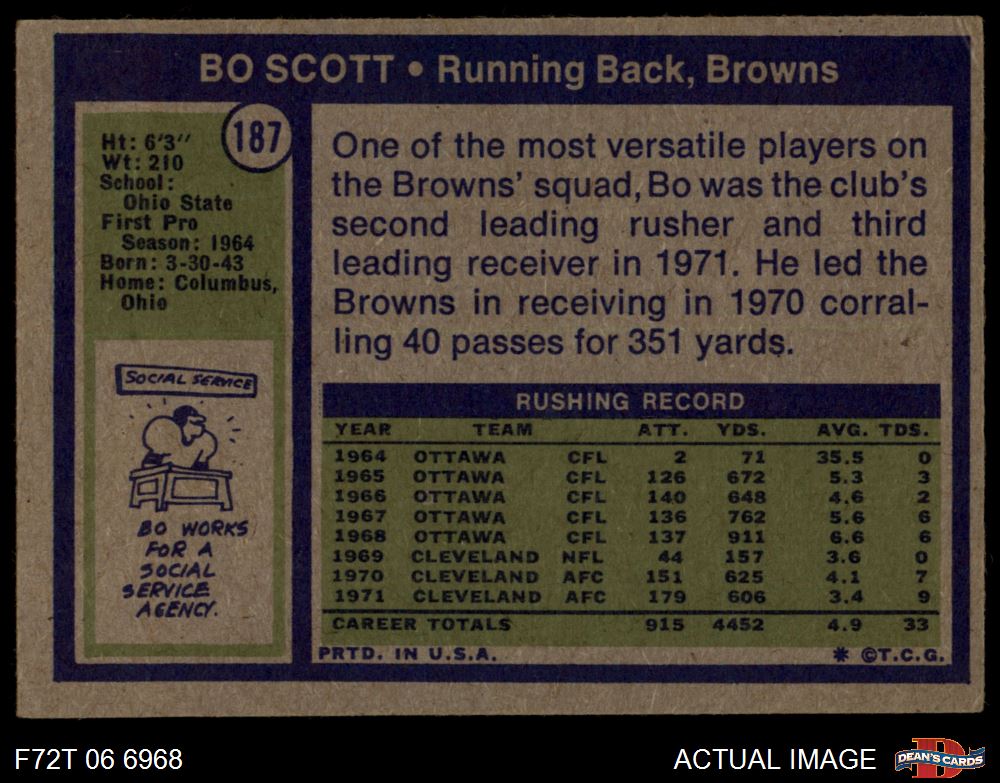 BO SCOTT • Running Back, Browns
187
Ht: 6'3"
Wt: 210
School:
Ohio State
First Pro
Season: 1964
Born: 3-30-43
Home: Columbus,
Ohio
SOCIAL SERVICE
BO WORKS
FOR A
SOCIAL
SERVICE
AGENCY.
One of the most versatile players on
the Browns' squad, Bo was the club's
second leading rusher and third
leading receiver in 1971. He led the
Browns in receiving in 1970 corral-
ling 40 passes for 351 yards.
RUSHING RECORD
YEAR TEAM ATT. YDS. AVG. TDS.
1964 OTTAWA CFL 2 71 35.5 0
1965 OTTAWA CFL 126 672 5.3 3
1966 OTTAWA CFL 140 648 4.6 2
1967 OTTAWA CFL 136 762 5.6 6
1968 OTTAWA CFL 137 911 6.6 6
1969 CLEVELAND NFL 44 157 3.6 0
1970 CLEVELAND AFC 151 625 4.1 7
1971 CLEVELAND AFC 179 606 3.4 9
CAREER TOTALS 915 4452 4.9 33
PRTD. IN U.S.A. * ©T.C.G.
F72T 06 6968
ACTUAL IMAGE
D
DEAN'S CARDS